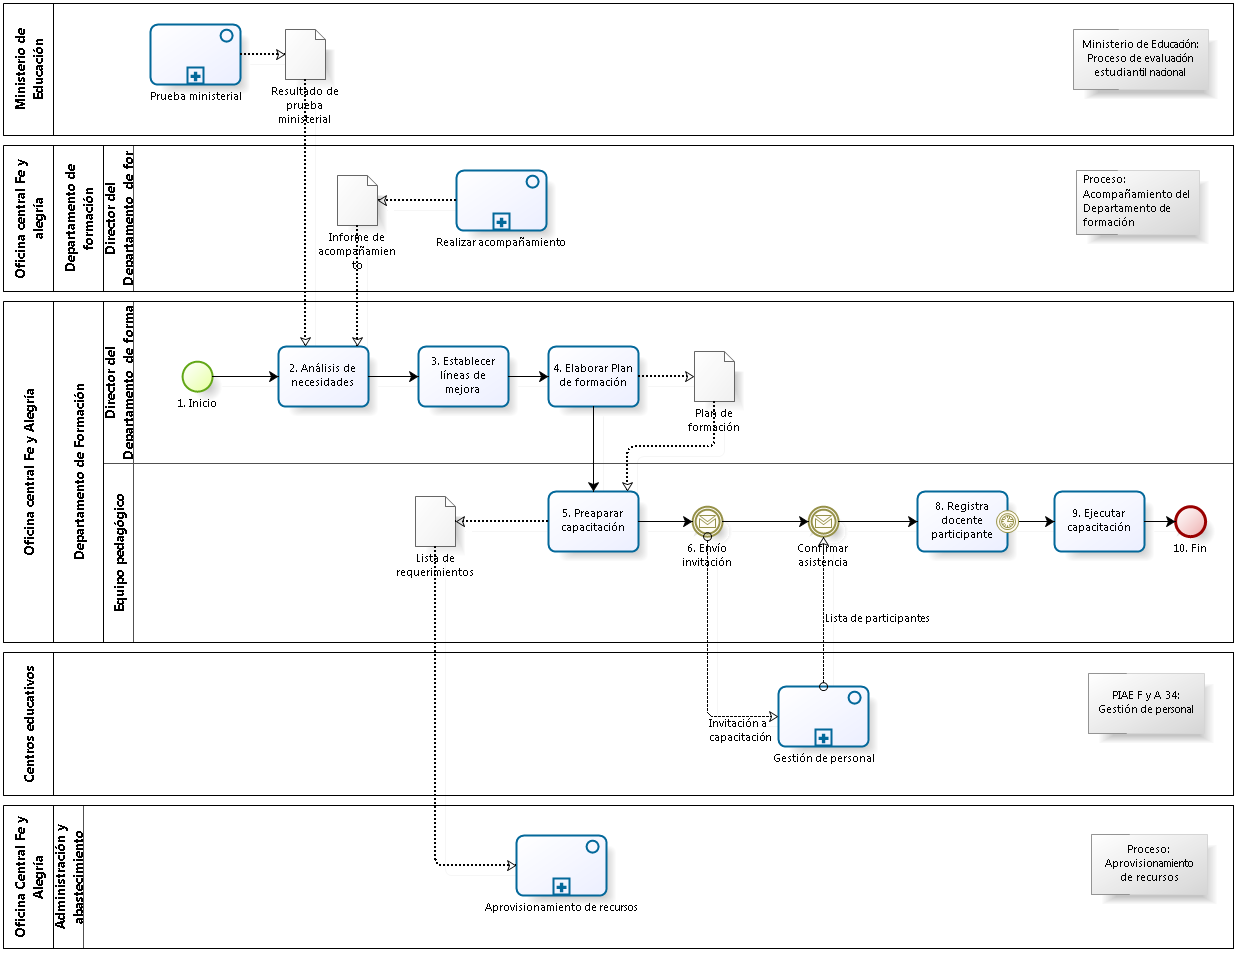 Ministerio de
Educación
Prueba ministerial
Resultado de
prueba
ministerial
Ministerio de Educación:
Proceso de evaluación
estudiantil nacional
Oficina central Fe y
alegría
Departamento de
formación
Director del
Departamento de for
Informe de
acompañamien
to
Realizar acompañamiento
Proceso:
Acompañamiento del
Departamento de
formación
Oficina central Fe y Alegría
Departamento de Formación
Director del
Departamento de forma
1. Inicio
2. Análisis de
necesidades
3. Establecer
líneas de
mejora
4. Elaborar Plan
de formación
Plan de
formación
Equipo pedagógico
Lista de
requerimientos
5. Preaparar
capacitación
6. Envío
invitación
Confirmar
asistencia
8. Registra
docente
participante
9. Ejecutar
capacitación
10. Fin
Lista de participantes
Centros educativos
Invitación a
capacitación
Gestión de personal
PIAE F y A 34:
Gestión de personal
Oficina Central Fe y
Alegría
Administración y
abastecimiento
Aprovisionamiento de recursos
Proceso:
Aprovisionamiento
de recursos